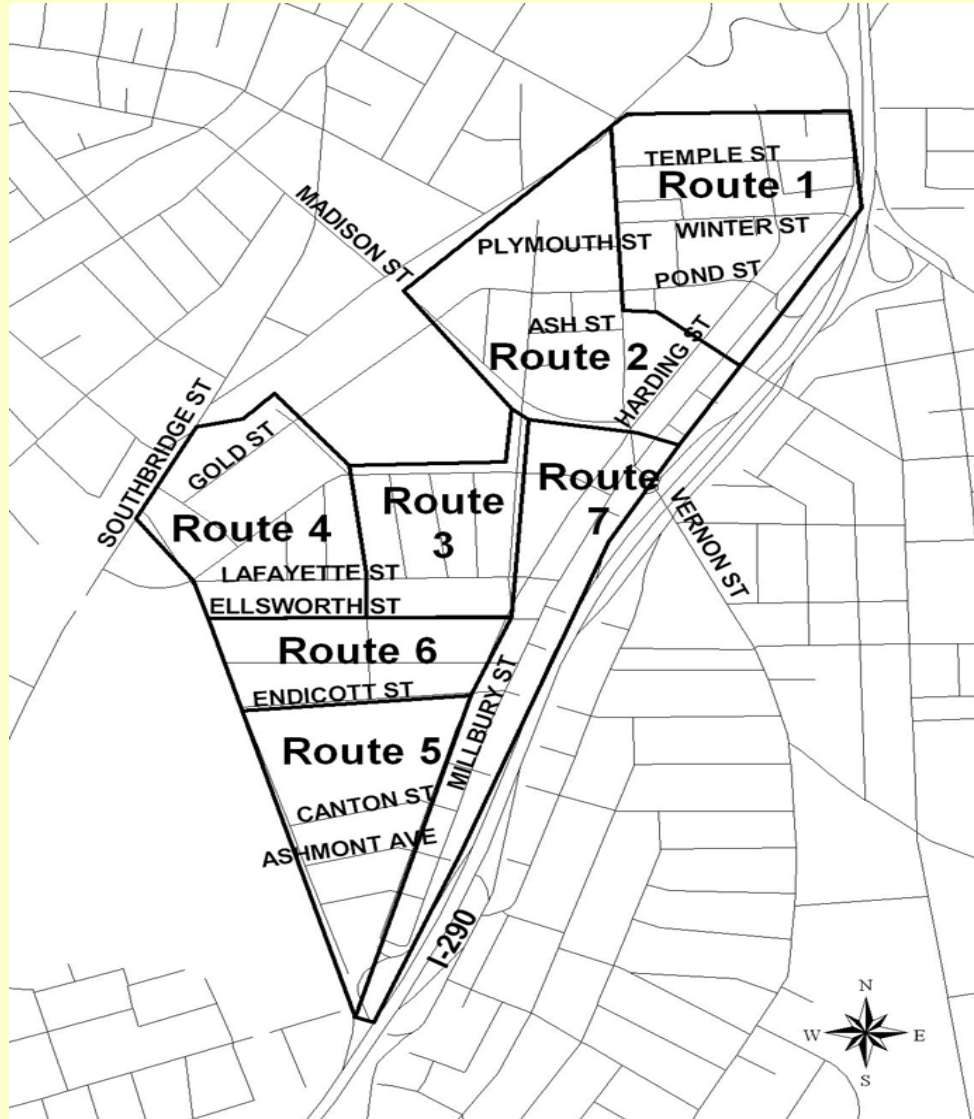 TEMPLE ST
Route 1
MADISON ST
PLYMOUTH ST
WINTER ST
POND ST
ASH ST
Route 2
HARDING ST
SOUTHBRIDGE ST
GOLD ST
Route 4
Route
3
Route
7
VERNON ST
LAFAYETTE ST
ELLSWORTH ST
Route 6
ENDICOTT ST
MILLBURY ST
Route 5
CANTON ST
ASHMONT AVE
I-290
N
W
E
S